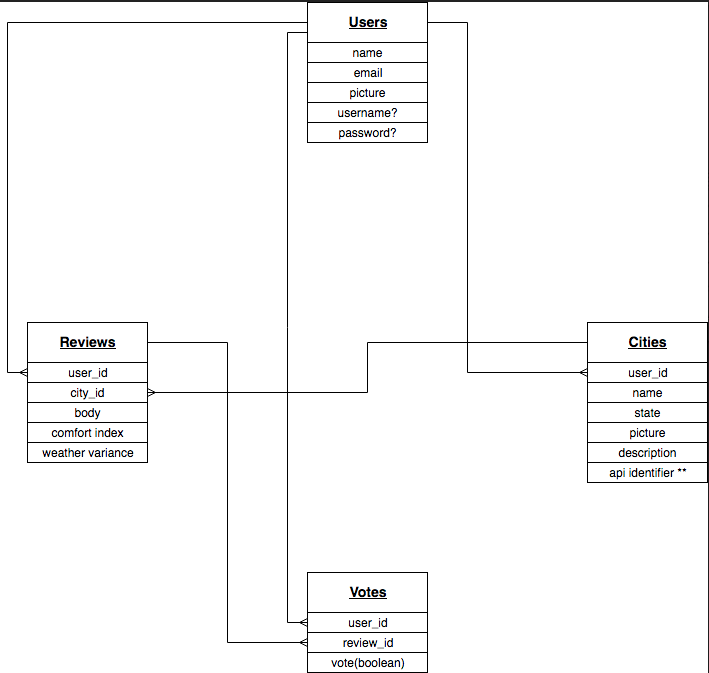 Users
name
email
picture
username?
password?
Reviews
user_id
city_id
body
comfort index
weather variance
Cities
user_id
name
state
picture
description
api identifier **
Votes
user_id
review_id
vote(boolean)